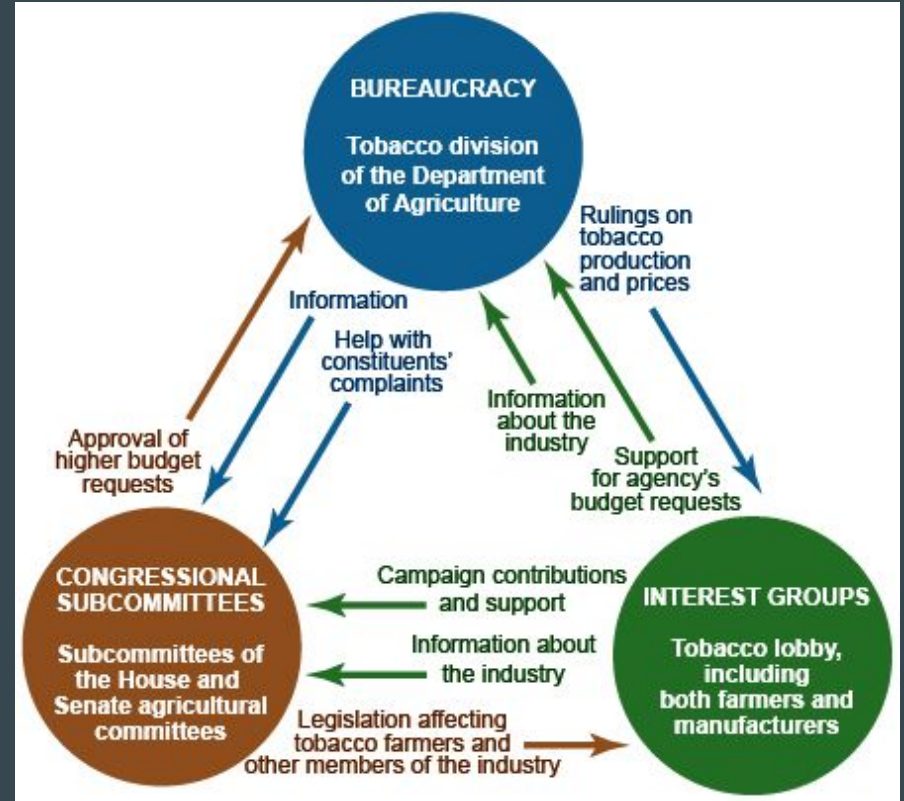 BUREAUCRACY
Tobacco division
of the Department
of Agriculture
Rulings on
tobacco
production
and prices
Information
Help with
constituents'
complaints
Information
about the
industry
Support
for agency's
budget requests
Approval of
higher budget
requests
CONGRESSIONAL
SUBCOMMITTEES
Subcommittees of
the House and
Senate agricultural
committees
Campaign contributions
and support
Information about
the industry
Legislation affecting
tobacco farmers and
other members of the industry
INTEREST GROUPS
Tobacco lobby,
including
both farmers and
manufacturers